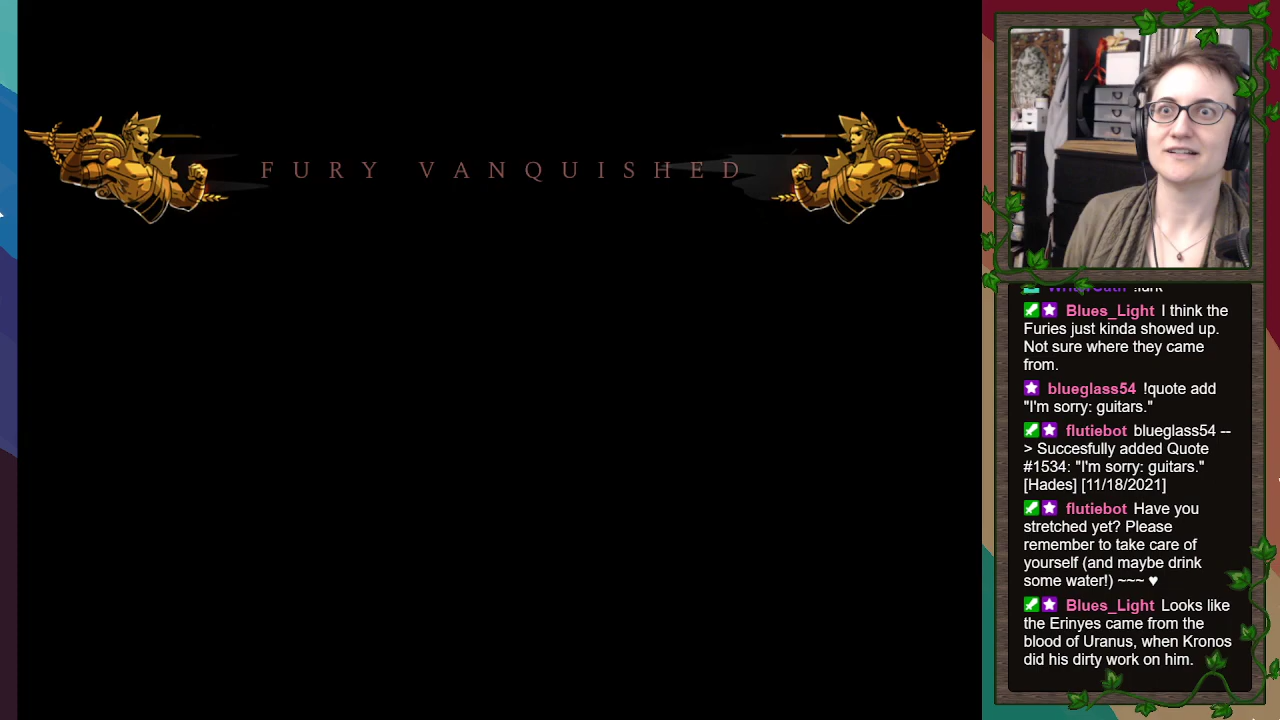 FURY VANQUISHED
Blues_Light I think the
Furies just kinda showed up.
Not sure where they came
from.
blueglass54 !quote add
"I'm sorry: guitars."
flutiebot blueglass54 --
> Succesfully added Quote
#1534: "I'm sorry: guitars."
[Hades] [11/18/2021]
flutiebot Have you
stretched yet? Please
remember to take care of
yourself (and maybe drink
some water!) ~~~ ♥
Blues_Light Looks like
the Erinyes came from the
blood of Uranus, when Kronos
did his dirty work on him.